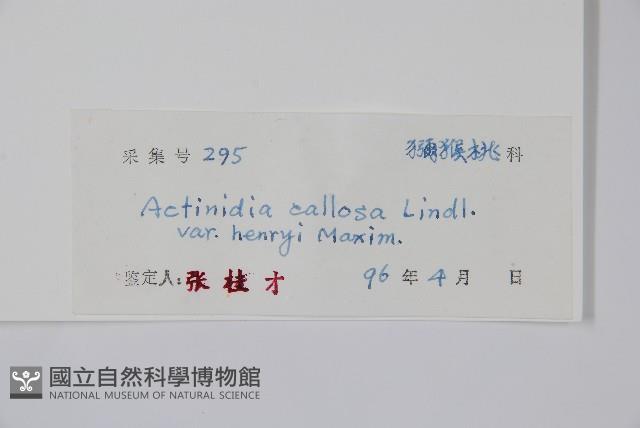 采集号 295 獼猴桃 科
Actinidia callosa Lindl.
var. henryi Maxim.
鉴定人: 张桂才 96 年 4 月 日
國立自然科學博物館
NATIONAL MUSEUM OF NATURAL SCIENCE